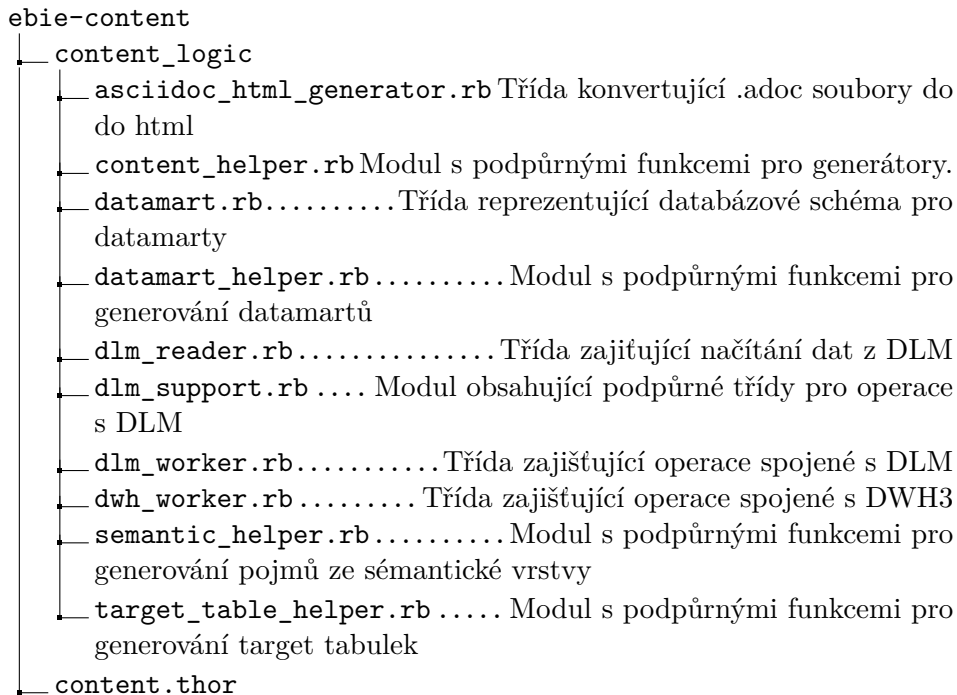 ebie-content
content_logic
asciidoc_html_generator.rb Třída konvertující .adoc soubory do
do html
content_helper.rb Modul s podpůrnými funkcemi pro generátory.
datamart.rb..........Třída reprezentující databázové schéma pro
datamarty
datamart_helper.rb..........Modul s podpůrnými funkcemi pro
generování datamartů
dlm_reader.rb...............Třída zajiťující načítání dat z DLM
dlm_support.rb .... Modul obsahující podpůrné třídy pro operace
s DLM
dlm_worker.rb...........Třída zajišťující operace spojené s DLM
dwh_worker.rb ......... Třída zajišťující operace spojené s DWH3
semantic_helper.rb..........Modul s podpůrnými funkcemi pro
generování pojmů ze sémantické vrstvy
target_table_helper.rb ..... Modul s podpůrnými funkcemi pro
generování target tabulek
content.thor